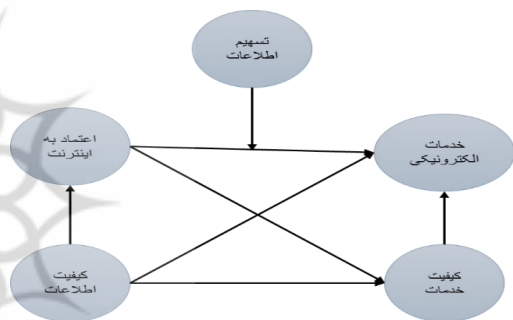 تسهیم
اطلاعات
اعتماد به
اینترنت
خدمات
الکترونیکی
کیفیت
اطلاعات
کیفیت
خدمات